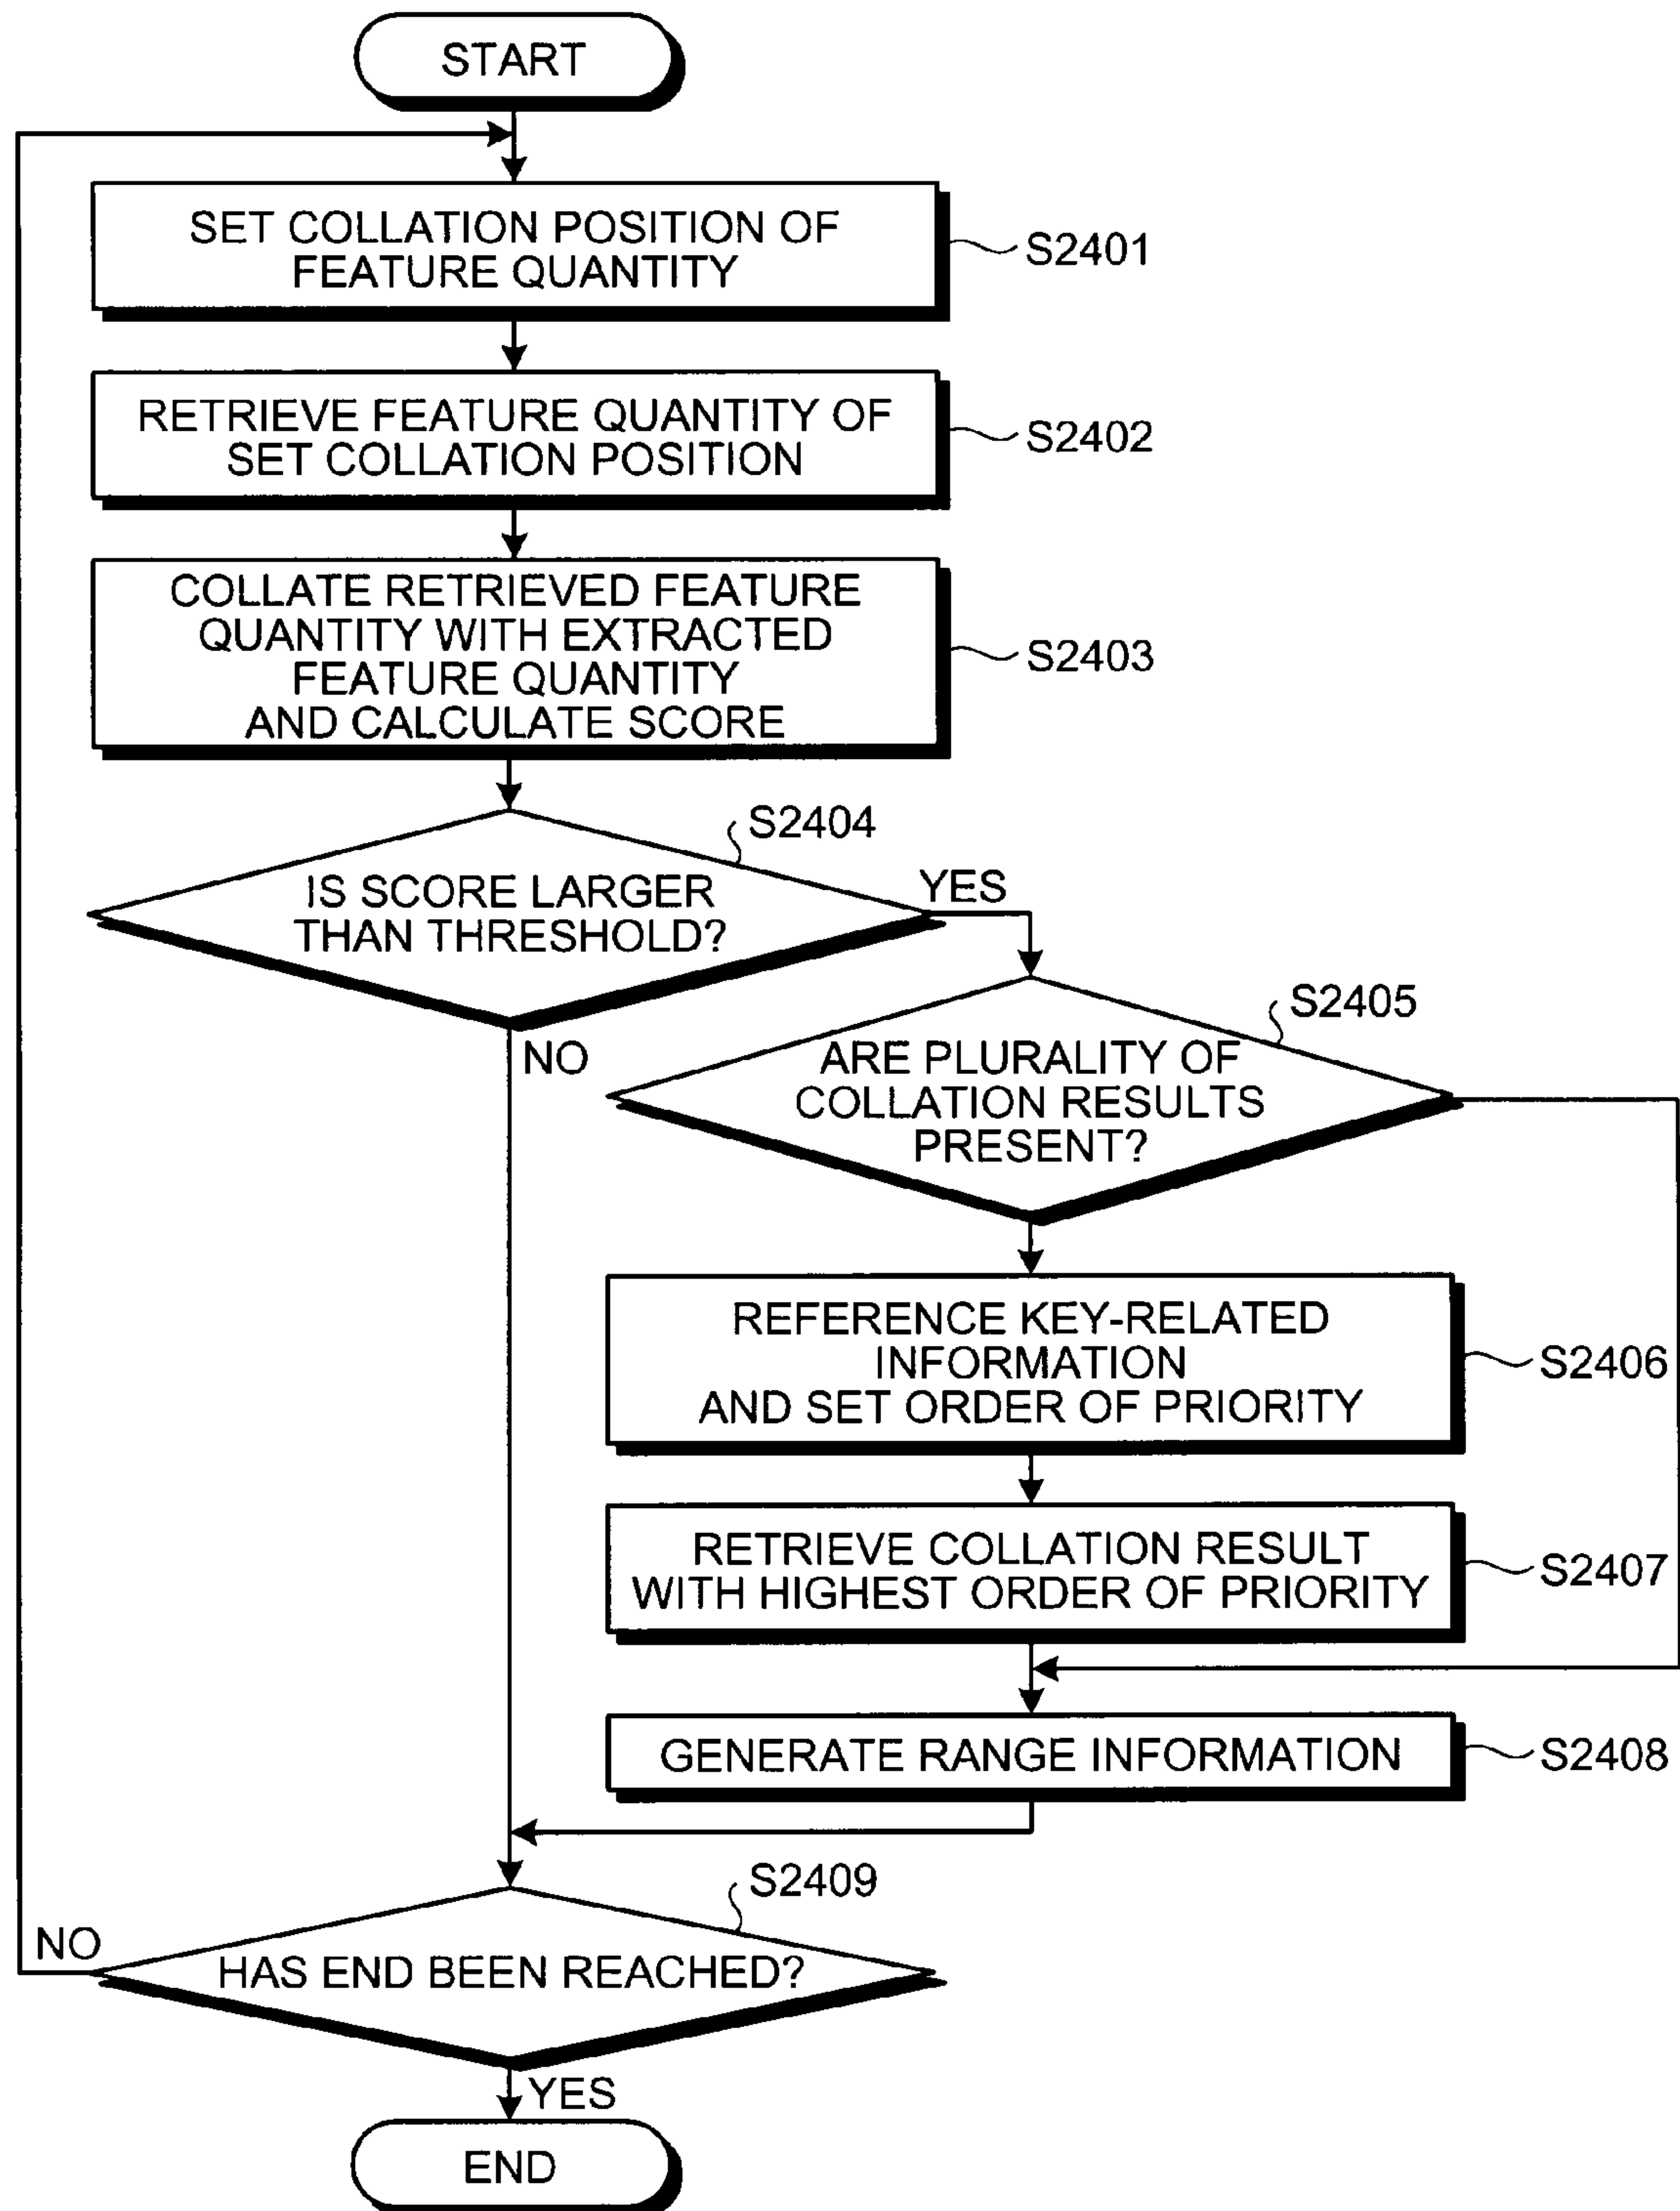 START
SET COLLATION POSITION OF
FEATURE QUANTITY
S2401
RETRIEVE FEATURE QUANTITY OF
SET COLLATION POSITION
S2402
COLLATE RETRIEVED FEATURE
QUANTITY WITH EXTRACTED
FEATURE QUANTITY
AND CALCULATE SCORE
S2403
S2404
IS SCORE LARGER
THAN THRESHOLD?
YES
NO
S2405
ARE PLURALITY OF
COLLATION RESULTS
PRESENT?
REFERENCE KEY-RELATED
INFORMATION
AND SET ORDER OF PRIORITY
S2406
RETRIEVE COLLATION RESULT
WITH HIGHEST ORDER OF PRIORITY
S2407
GENERATE RANGE INFORMATION
S2408
S2409
HAS END BEEN REACHED?
NO
YES
END